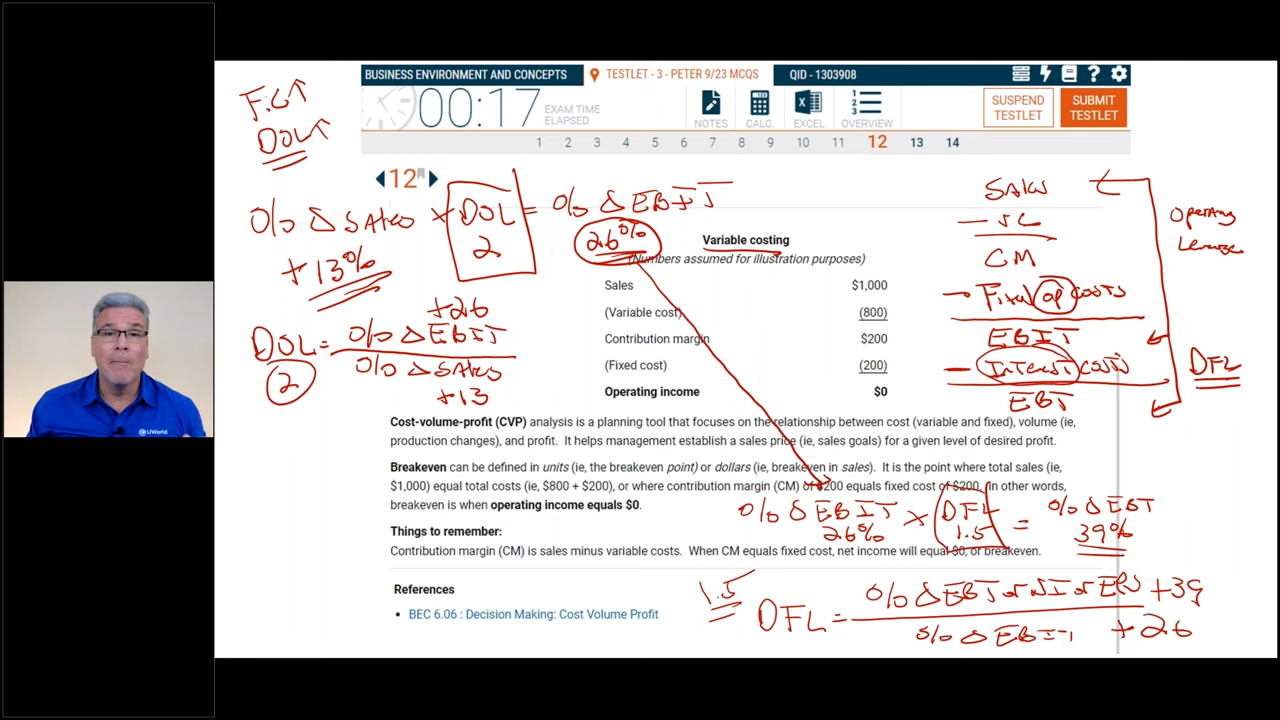 BUSINESS ENVIRONMENT AND CONCEPTS
TESTLET - 3 - PETER 9/23 MCQS
QID - 1303908
00:17
EXAM TIME
ELAPSED
NOTES
CALC.
EXCEL
1
2
3
OVERVIEW
SUSPEND
TESTLET
SUBMIT
TESTLET
1 2 3 4 5 6 7 8 9 10 11 12 13 14
12
F.C↑
DOL↑
% Δ SALES × DOL = % Δ EBIT
2
26%
+13%
+26
DOL = % Δ EBIT
% Δ SALES
2
+13
Variable costing
(Numbers assumed for illustration purposes)
Sales $1,000
(Variable cost) (800)
Contribution margin $200
(Fixed cost) (200)
Operating income $0
SALES
- VC
CM
- Fixed op costs
EBIT
- Interest costs
EBT
Operating
Leverage
DFL
Cost-volume-profit (CVP) analysis is a planning tool that focuses on the relationship between cost (variable and fixed), volume (ie,
production changes), and profit. It helps management establish a sales price (ie, sales goals) for a given level of desired profit.
Breakeven can be defined in units (ie, the breakeven point) or dollars (ie, breakeven in sales). It is the point where total sales (ie,
$1,000) equal total costs (ie, $800 + $200), or where contribution margin (CM) of $200 equals fixed cost of $200. In other words,
breakeven is when operating income equals $0.
% Δ EBIT × DFL = % Δ EBT
26% 1.5 39%
Things to remember:
Contribution margin (CM) is sales minus variable costs. When CM equals fixed cost, net income will equal $0, or breakeven.
References
• BEC 6.06 : Decision Making: Cost Volume Profit
1.5
DFL = % Δ EBT or NI or EPS +39
% Δ EBIT +26
UWorld